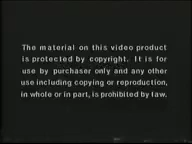 The material on this video product
is protected by copyright. It is for
use by purchaser only and any other
use including copying or reproduction,
in whole or in part, is prohibited by law.